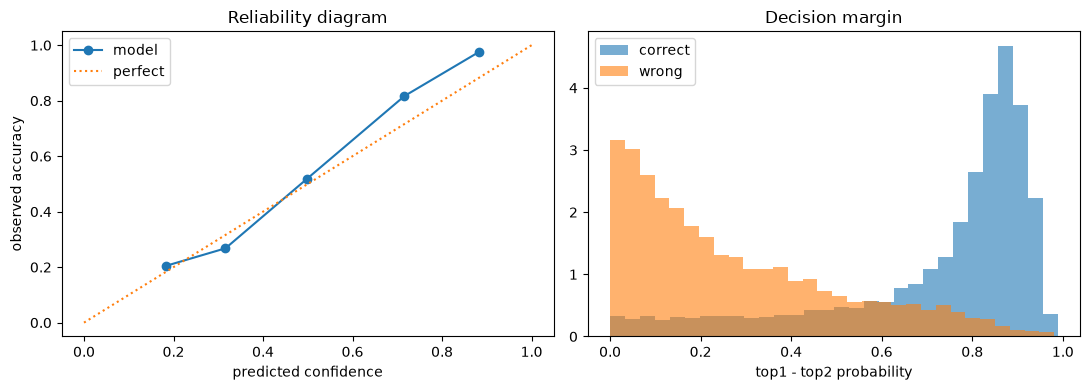 Reliability diagram
model
perfect
1.0
0.8
0.6
0.4
0.2
0.0
observed accuracy
0.0 0.2 0.4 0.6 0.8 1.0
predicted confidence
Decision margin
correct
wrong
4
3
2
1
0
0.0 0.2 0.4 0.6 0.8 1.0
top1 - top2 probability